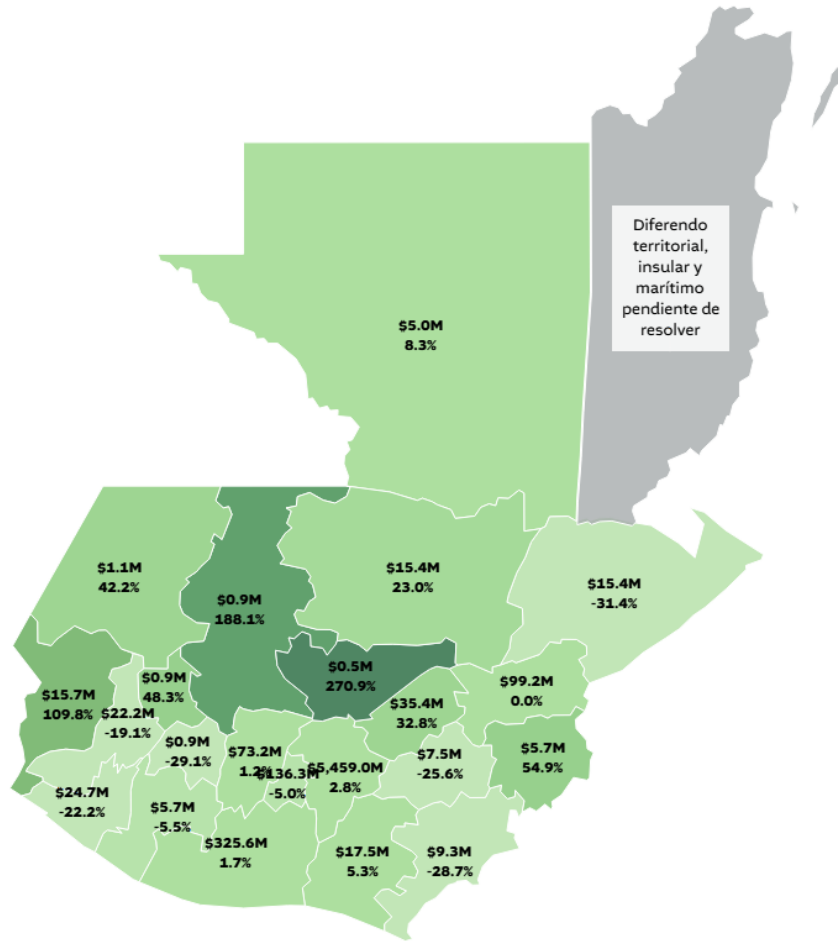 Diferendo
territorial,
insular y
marítimo
pendiente de
resolver
$5.0M
8.3%
$1.1M
42.2%
$0.9M
188.1%
$15.4M
23.0%
$15.4M
-31.4%
$15.7M
109.8%
$22.2M
-19.1%
$0.9M
48.3%
$0.5M
270.9%
$35.4M
32.8%
$99.2M
0.0%
$0.9M
-29.1%
$73.2M
1.2%
$136.3M
-5.0%
$5,459.0M
2.8%
$7.5M
-25.6%
$5.7M
54.9%
$24.7M
-22.2%
$5.7M
-5.5%
$325.6M
1.7%
$17.5M
5.3%
$9.3M
-28.7%